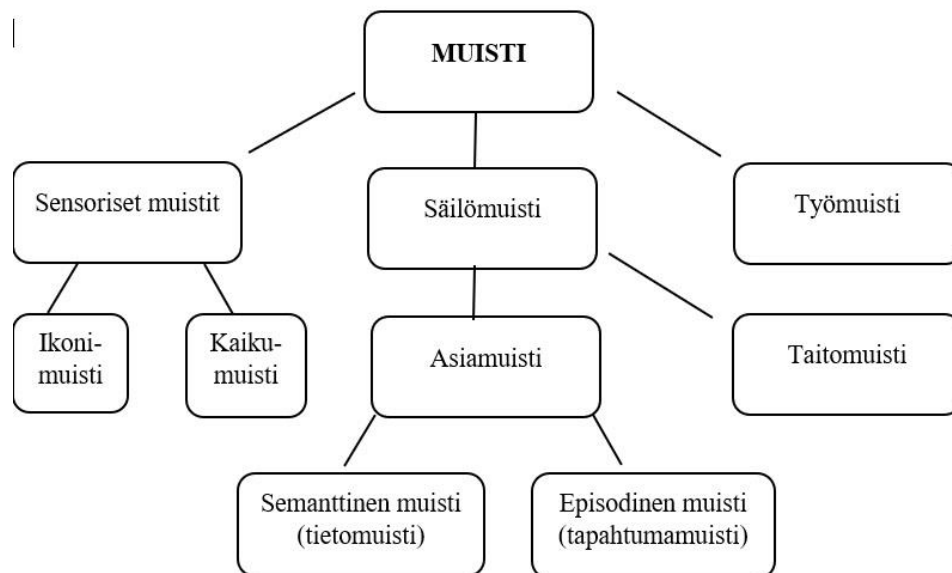 MUISTI
Sensoriset muistit
Säilömuisti
Työmuisti
Ikoni-
muisti
Kaiku-
muisti
Asiamuisti
Taitomuisti
Semanttinen muisti
(tietomuisti)
Episodinen muisti
(tapahtumamuisti)